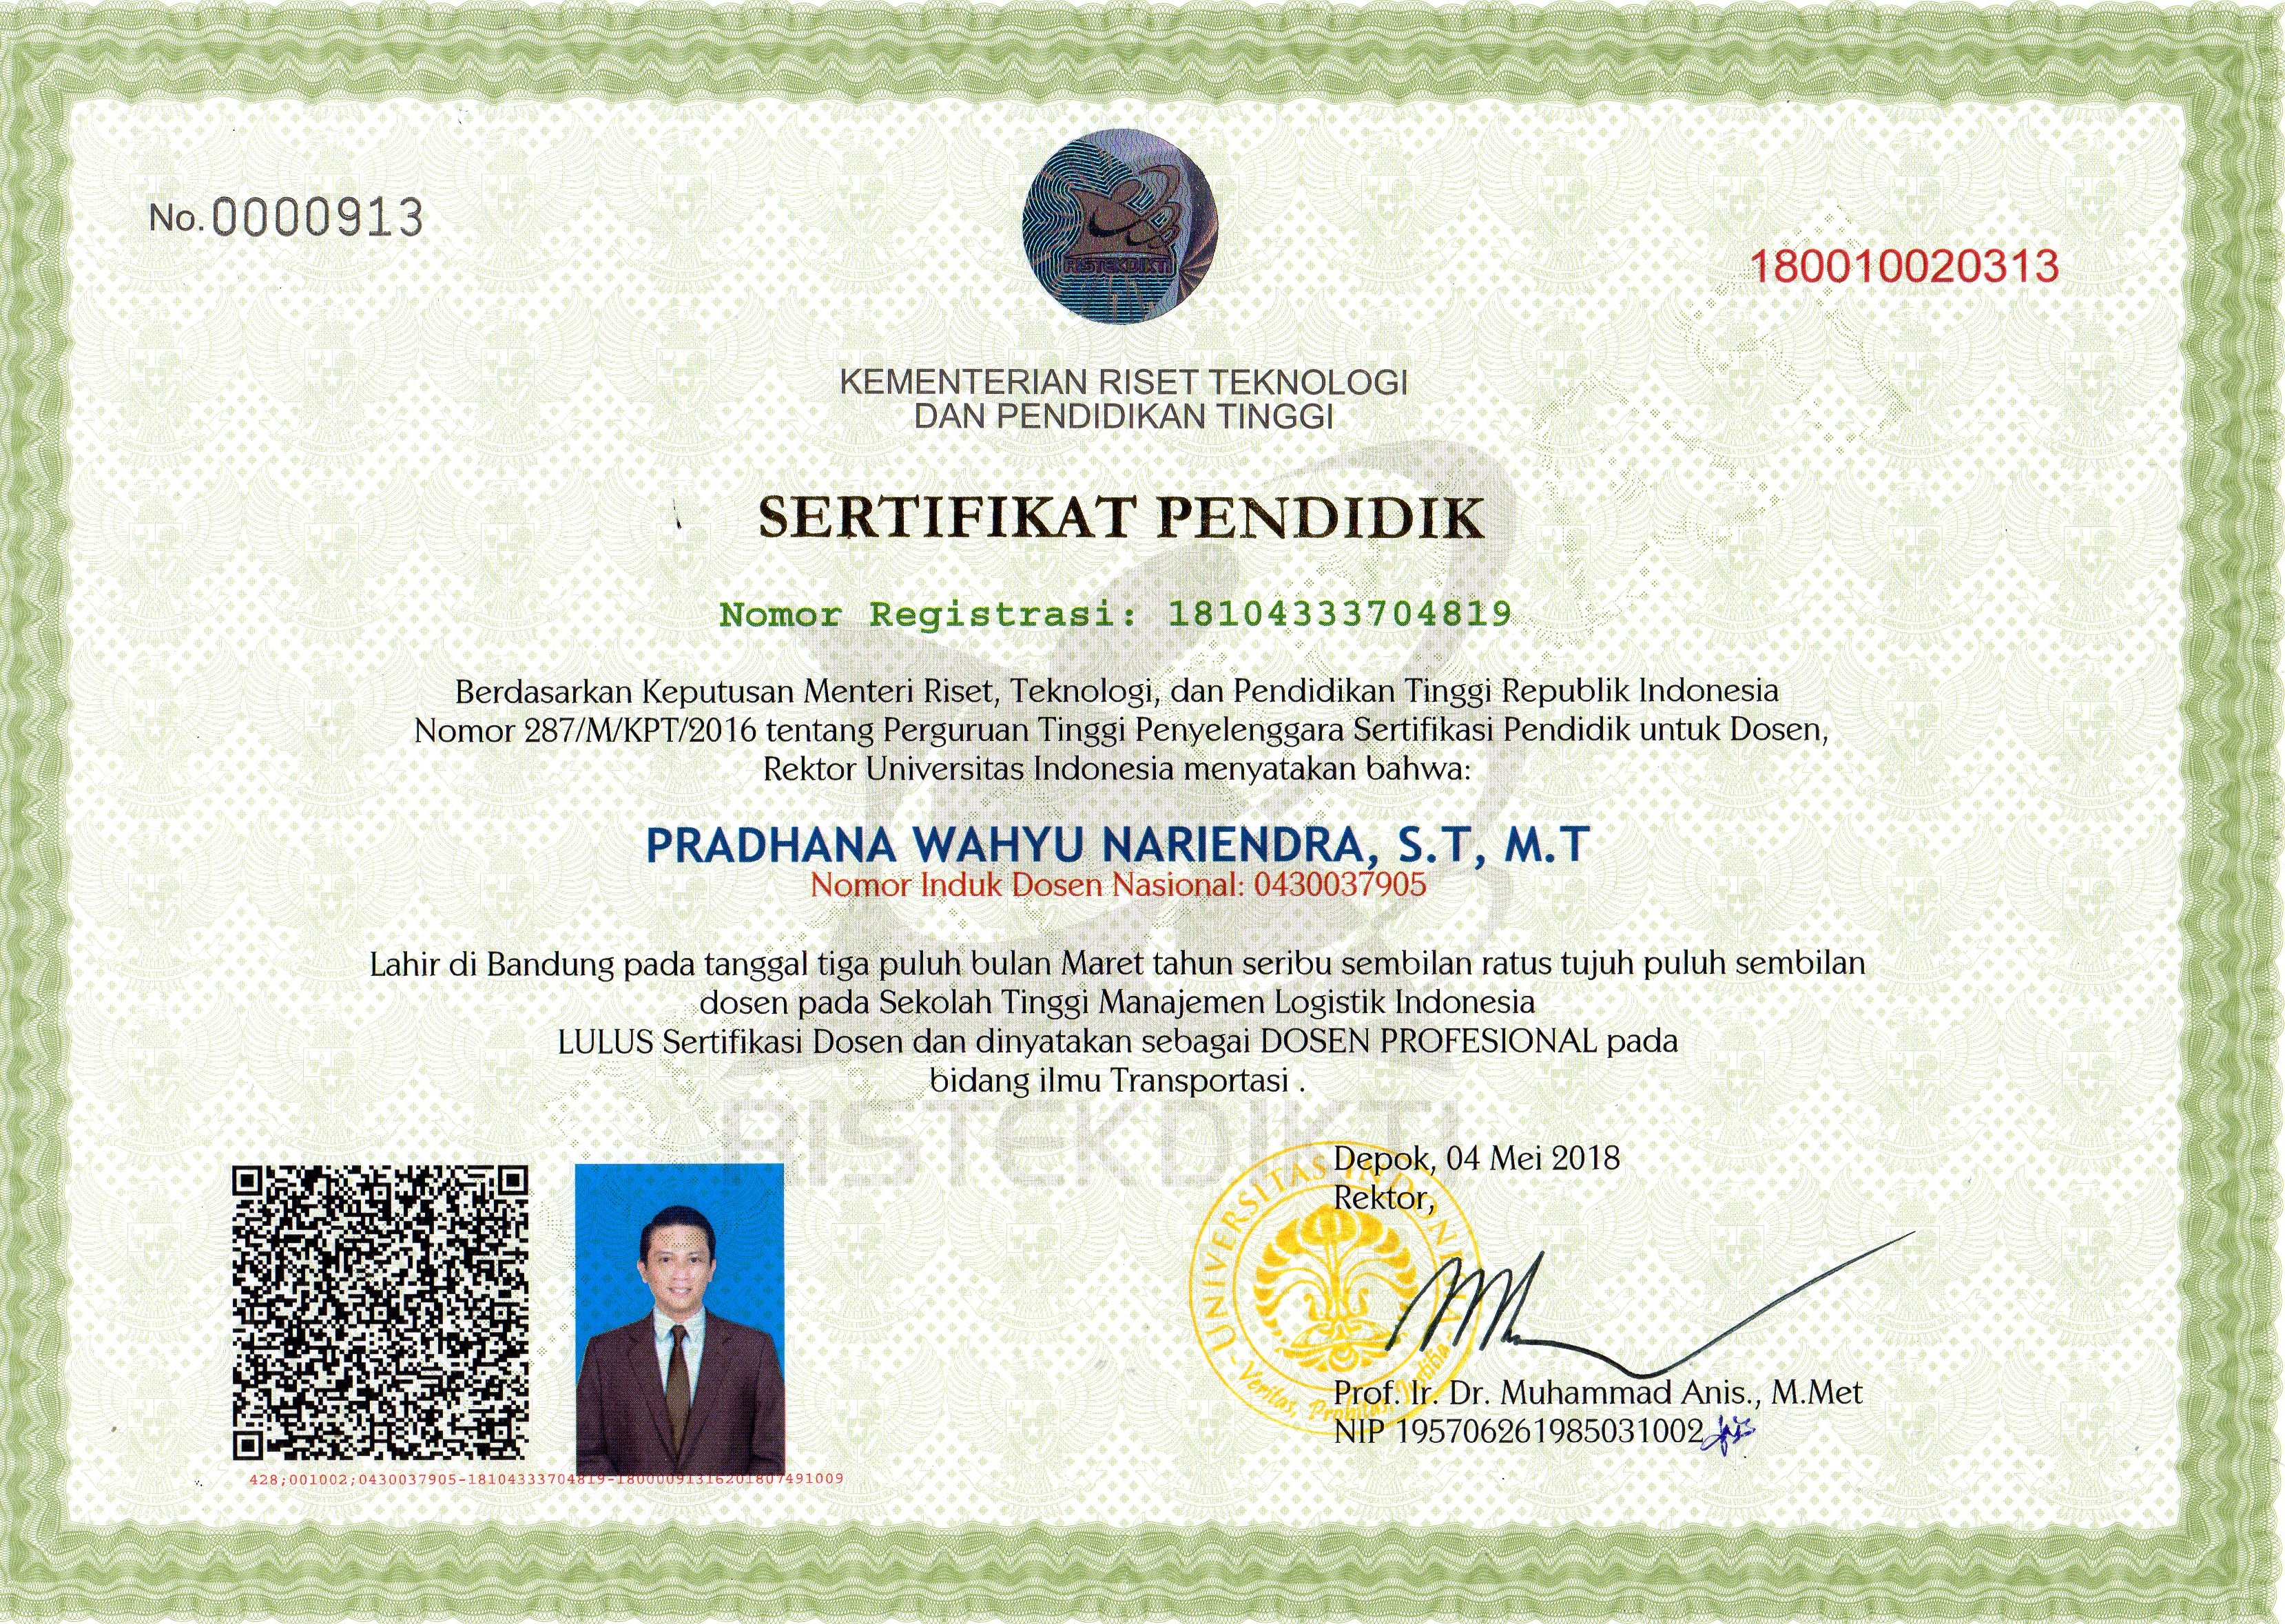 No.0000913
RISTEKDIKTI
180010020313
KEMENTERIAN RISET TEKNOLOGI
DAN PENDIDIKAN TINGGI
SERTIFIKAT PENDIDIK
Nomor Registrasi: 18104333704819
Berdasarkan Keputusan Menteri Riset, Teknologi, dan Pendidikan Tinggi Republik Indonesia
Nomor 287/M/KPT/2016 tentang Perguruan Tinggi Penyelenggara Sertifikasi Pendidik untuk Dosen,
Rektor Universitas Indonesia menyatakan bahwa:
PRADHANA WAHYU NARIENDRA, S.T, M.T
Nomor Induk Dosen Nasional: 0430037905
Lahir di Bandung pada tanggal tiga puluh bulan Maret tahun seribu sembilan ratus tujuh puluh sembilan
dosen pada Sekolah Tinggi Manajemen Logistik Indonesia
LULUS Sertifikasi Dosen dan dinyatakan sebagai DOSEN PROFESIONAL pada
bidang ilmu Transportasi .
RISTEKDIKTI
Depok, 04 Mei 2018
Rektor,
UNIVERSITAS INDONESIA
Veritas, Probitas, Justitia
Prof. Ir. Dr. Muhammad Anis., M.Met
NIP 195706261985031002
428;001002;0430037905-18104333704819-18000091316201807491009